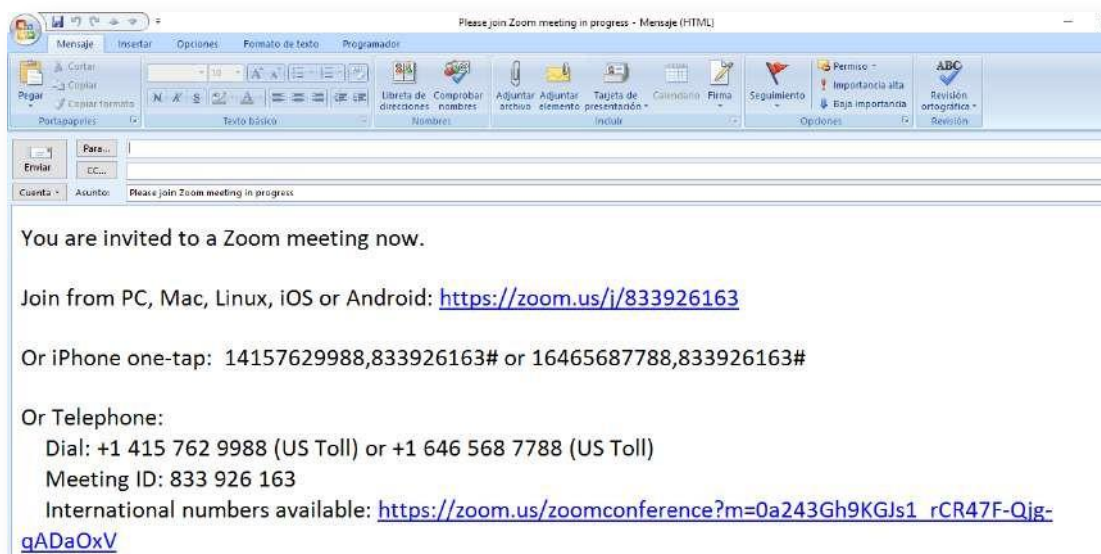 Please join Zoom meeting in progress - Mensaje (HTML)
Mensaje Insertar Opciones Formato de texto Programador
Pegar
Cortar
Copiar
Copiar formato
Portapapeles
10
N K S
Texto básico
Libreta de direcciones
Comprobar nombres
Nombres
Adjuntar archivo
Adjuntar elemento
Tarjeta de presentación
Calendario
Firma
Incluir
Seguimiento
Permiso
Importancia alta
Baja importancia
Opciones
ABC
Revisión ortográfica
Revisión
Enviar
Para...
CC...
Cuenta
Asunto: Please join Zoom meeting in progress
You are invited to a Zoom meeting now.
Join from PC, Mac, Linux, iOS or Android: https://zoom.us/j/833926163
Or iPhone one-tap: 14157629988,833926163# or 16465687788,833926163#
Or Telephone:
Dial: +1 415 762 9988 (US Toll) or +1 646 568 7788 (US Toll)
Meeting ID: 833 926 163
International numbers available: https://zoom.us/zoomconference?m=0a243Gh9KGJs1_rCR47F-Qjg-
qADaOxV